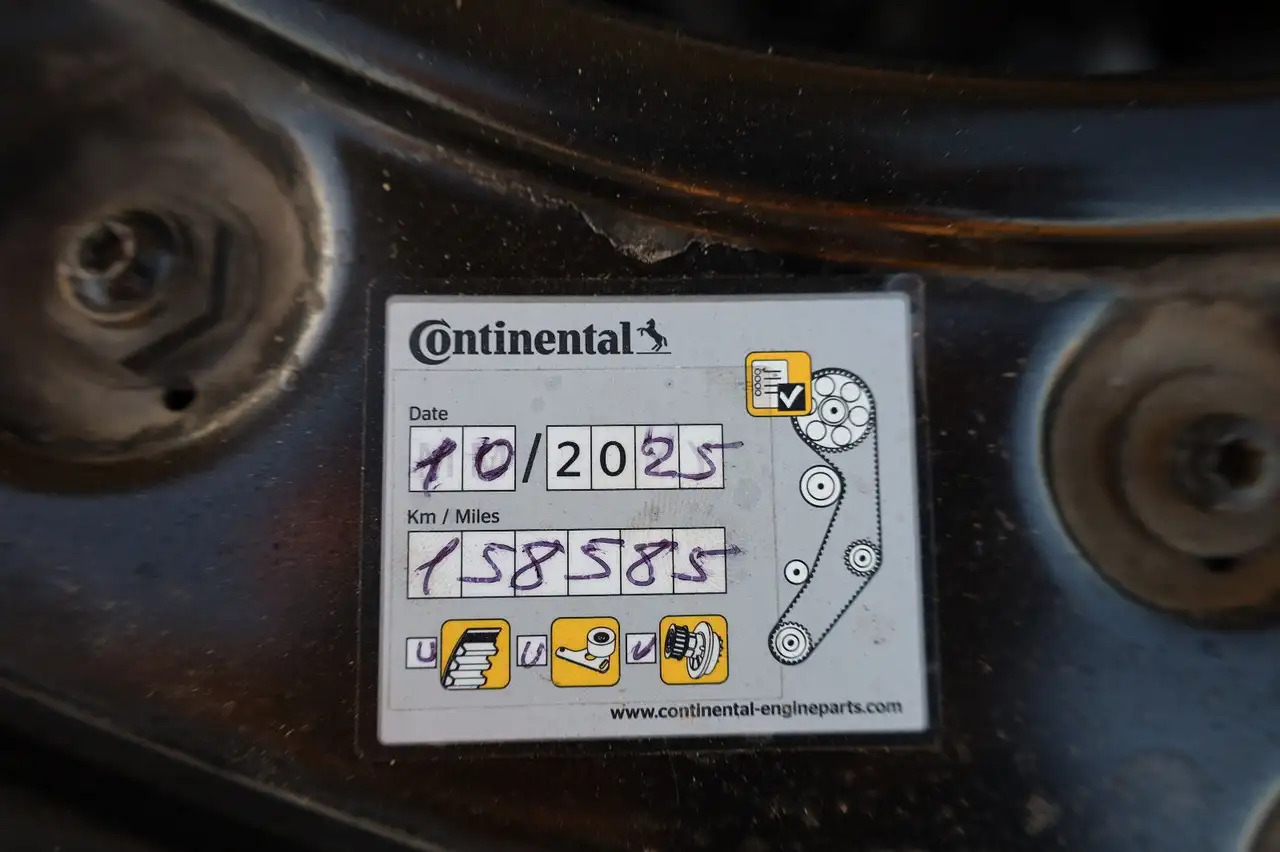 Continental
Date
10/2025
Km / Miles
158585
www.continental-engineparts.com